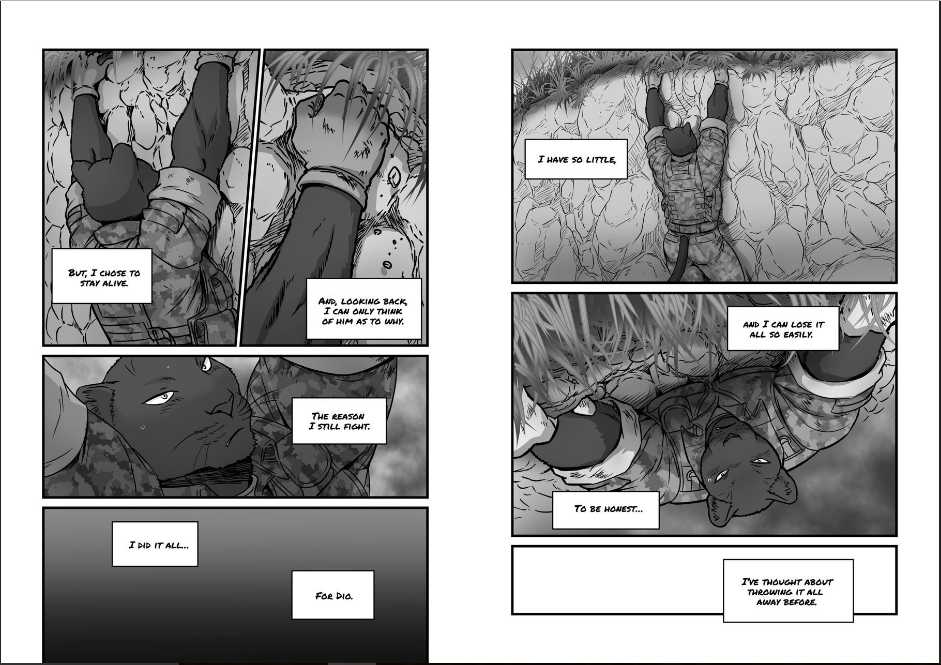 BUT, I CHOSE TO
STAY ALIVE.
AND, LOOKING BACK,
I CAN ONLY THINK
OF HIM AS TO WHY.
THE REASON
I STILL FIGHT.
I DID IT ALL...
FOR DIO.
I HAVE SO LITTLE,
AND I CAN LOSE IT
ALL SO EASILY.
TO BE HONEST...
I'VE THOUGHT ABOUT
THROWING IT ALL
AWAY BEFORE.